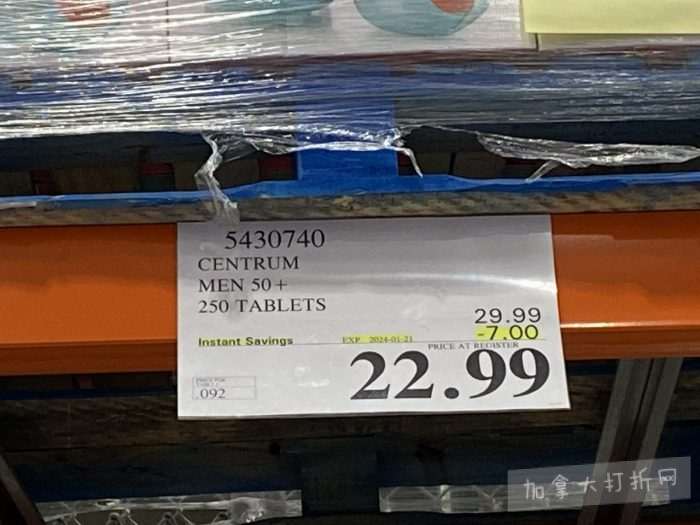 5430740
CENTRUM
MEN 50+
250 TABLETS
29.99
-7.00
Instant Savings EXP. 2024-01-21
PRICE AT REGISTER
22.99
.092
加拿大打折网